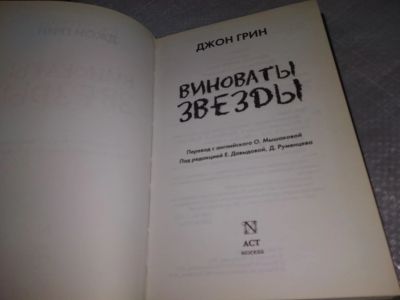 ДЖОН ГРИН
ВИНОВАТЫ
ЗВЕЗДЫ
Перевод с английского О. Мышаковой
Под редакцией Е. Давыдовой, Д. Румянцева
АСТ
МОСКВА